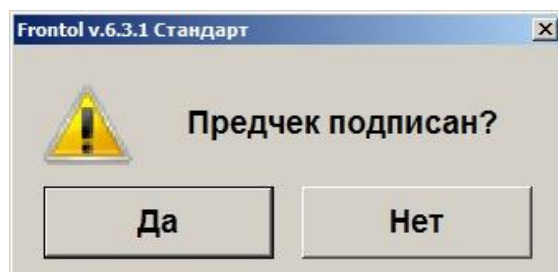 Frontol v.6.3.1 Стандарт
Предчек подписан?
Да
Нет